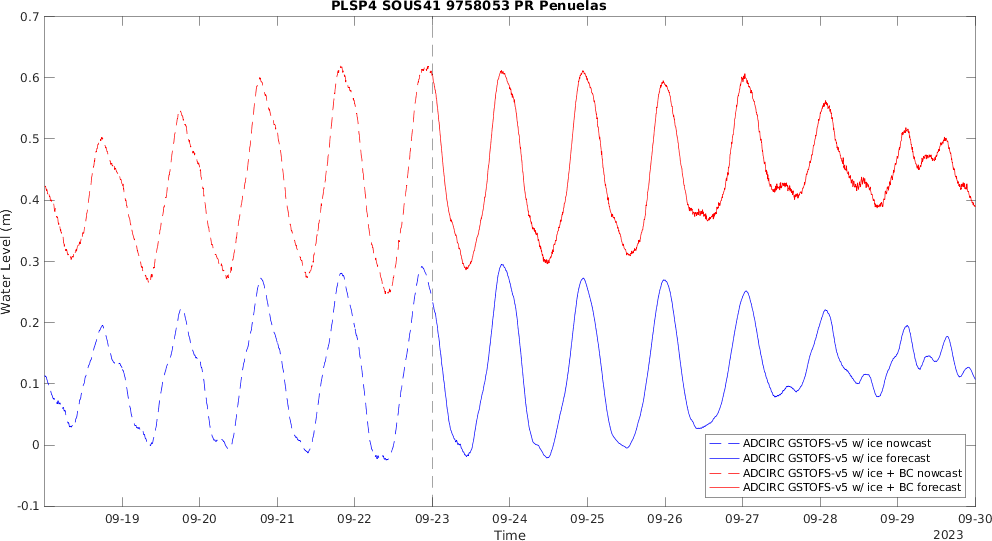 PLSP4 SOUS41 9758053 PR Penuelas
Water Level (m)
0.7
0.6
0.5
0.4
0.3
0.2
0.1
0
-0.1
ADCIRC GSTOFS-v5 w/ ice nowcast
ADCIRC GSTOFS-v5 w/ ice forecast
ADCIRC GSTOFS-v5 w/ ice + BC nowcast
ADCIRC GSTOFS-v5 w/ ice + BC forecast
09-19 09-20 09-21 09-22 09-23 09-24 09-25 09-26 09-27 09-28 09-29 09-30
Time
2023